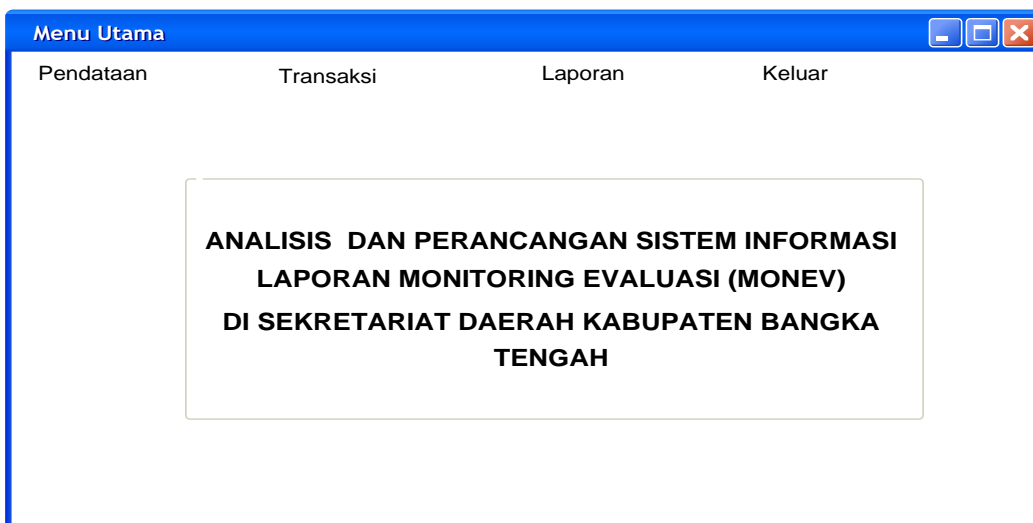 Menu Utama
Pendataan Transaksi Laporan Keluar
ANALISIS DAN PERANCANGAN SISTEM INFORMASI
LAPORAN MONITORING EVALUASI (MONEV)
DI SEKRETARIAT DAERAH KABUPATEN BANGKA
TENGAH